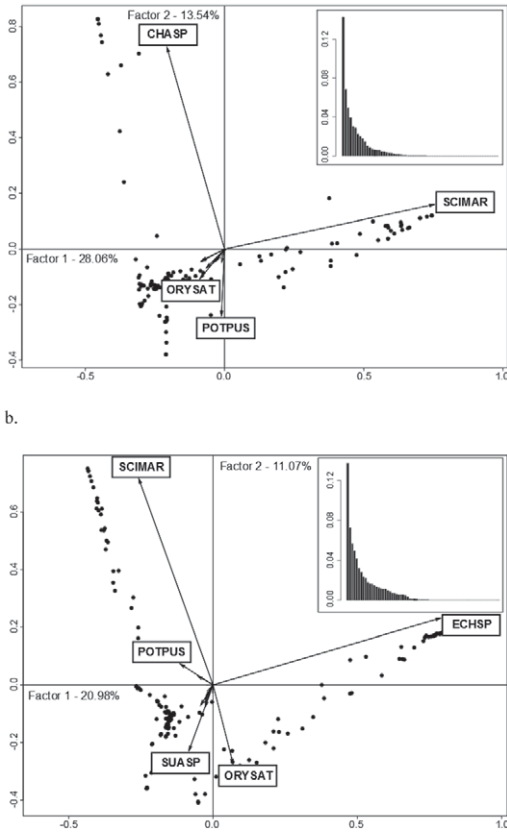 Factor 2 - 13.54%
CHASP
0.8
0.6
0.4
0.2
0.0
-0.2
-0.4
0.12
0.08
0.04
0.00
SCIMAR
Factor 1 - 28.06%
ORYSAT
POTPUS
-0.5 0.0 0.5 1.0
b.
SCIMAR
Factor 2 - 11.07%
0.6
0.4
0.2
0.0
-0.2
-0.4
0.12
0.08
0.04
0.00
ECHSP
POTPUS
Factor 1 - 20.98%
SUASP
ORYSAT
-0.5 0.0 0.5 1.0